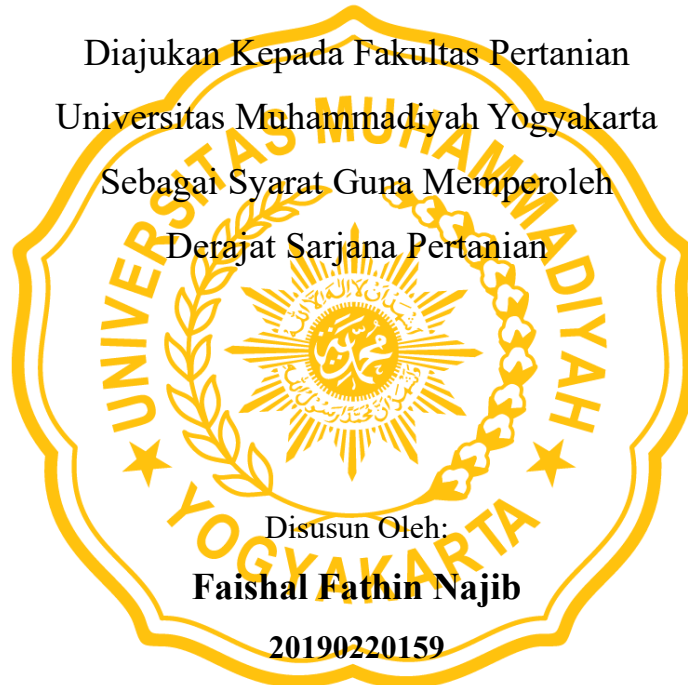 Diajukan Kepada Fakultas Pertanian
Universitas Muhammadiyah Yogyakarta
Sebagai Syarat Guna Memperoleh
Derajat Sarjana Pertanian
UNIVERSITAS MUHAMMADIYAH
YOGYAKARTA
Disusun Oleh:
Faishal Fathin Najib
20190220159